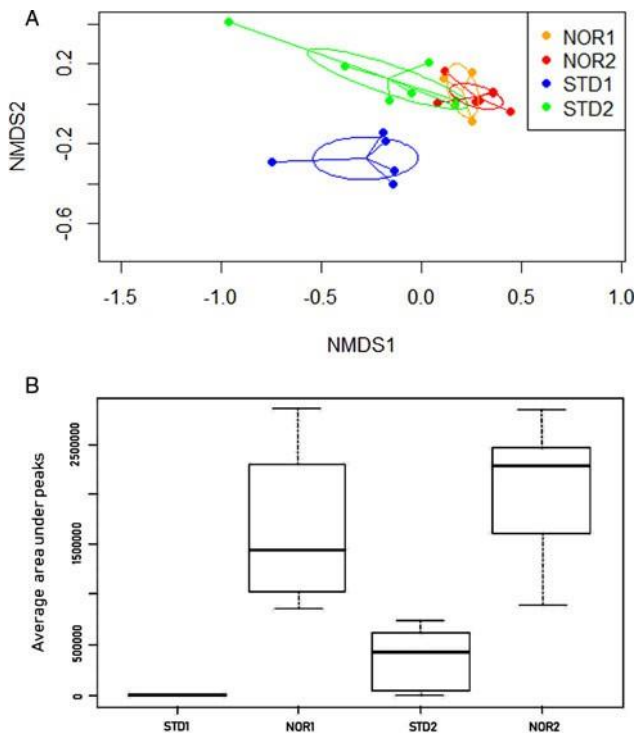 A
NOR1
NOR2
STD1
STD2
0.2
-0.2
-0.6
NMDS2
-1.5 -1.0 -0.5 0.0 0.5 1.0
NMDS1
B
2500000
1500000
500000
0
Average area under peaks
STD1 NOR1 STD2 NOR2